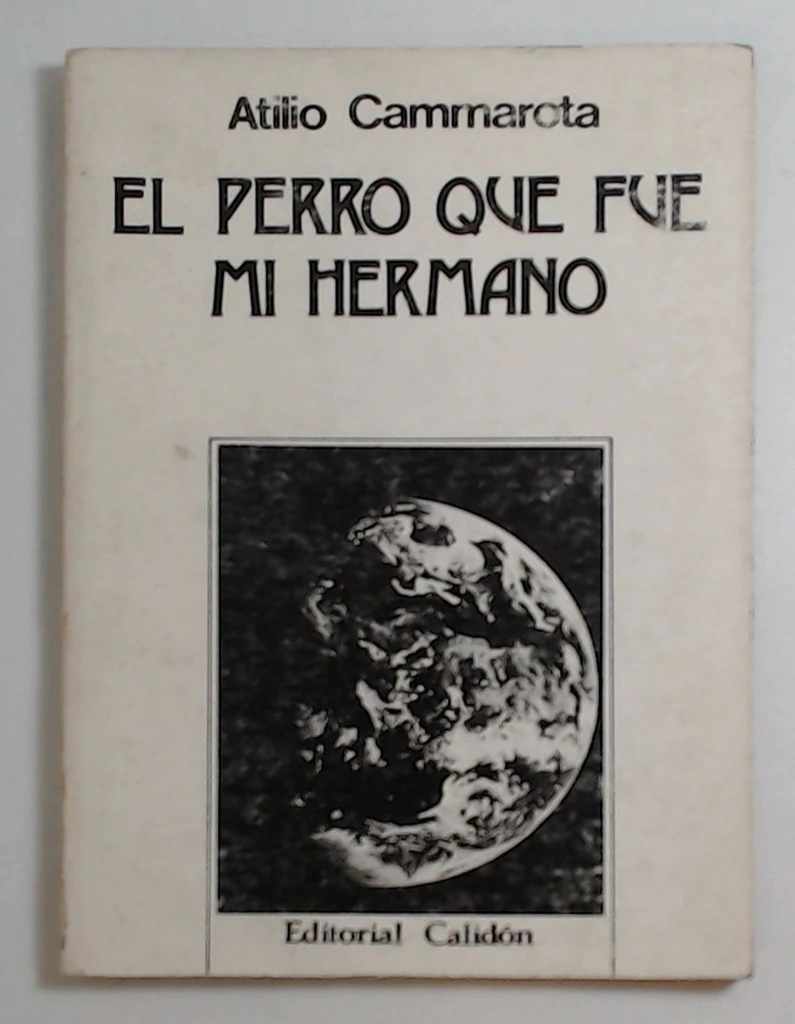 Atilio Cammarota
EL PERRO QUE FUE
MI HERMANO
Editorial Calidón